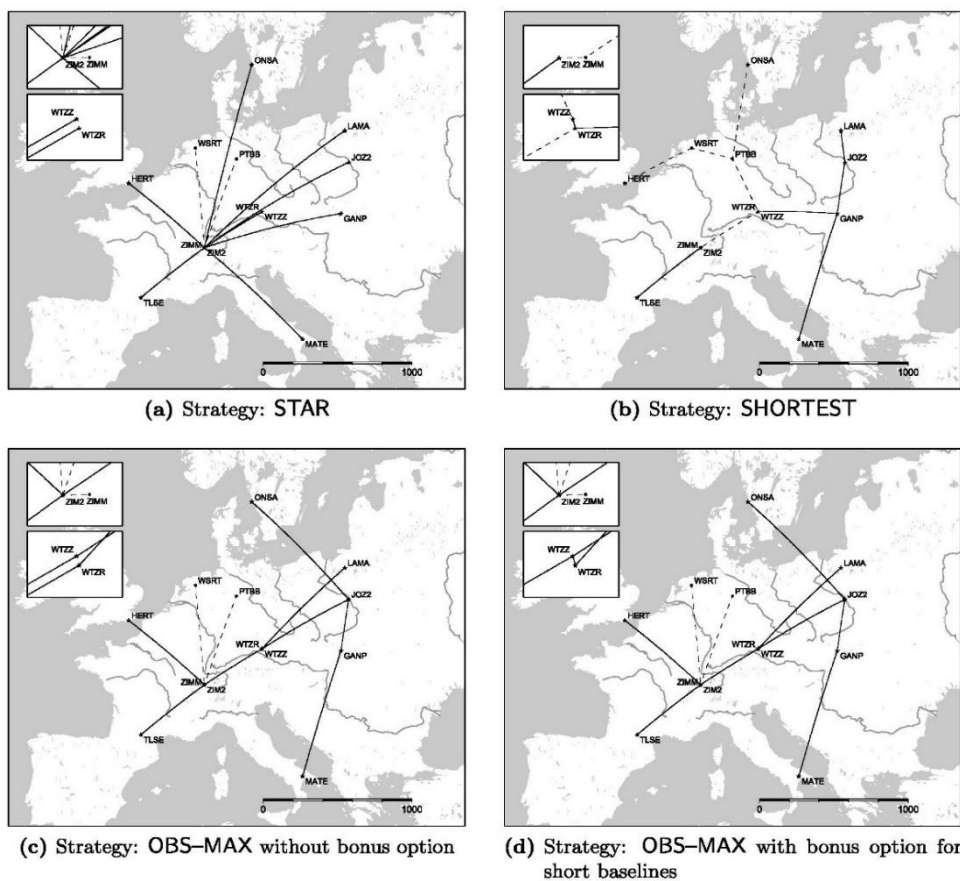 ZIM2 ZIMM
WTZZ
WTZR
ONSA
LAMA
WSRT
PTBB
JOZ2
HERT
WTZR
WTZZ
GANP
ZIMM
ZIM2
TLSE
MATE
0 1000
(a) Strategy: STAR
ZIM2 ZIMM
WTZZ
WTZR
ONSA
LAMA
WSRT
PTBB
JOZ2
HERT
WTZR
WTZZ
GANP
ZIMM
ZIM2
TLSE
MATE
0 1000
(b) Strategy: SHORTEST
ZIM2 ZIMM
WTZZ
WTZR
ONSA
LAMA
WSRT
PTBB
JOZ2
HERT
WTZR
WTZZ
GANP
ZIMM
ZIM2
TLSE
MATE
0 1000
(c) Strategy: OBS–MAX without bonus option
ZIM2 ZIMM
WTZZ
WTZR
ONSA
LAMA
WSRT
PTBB
JOZ2
HERT
WTZR
WTZZ
GANP
ZIMM
ZIM2
TLSE
MATE
0 1000
(d) Strategy: OBS–MAX with bonus option for
short baselines